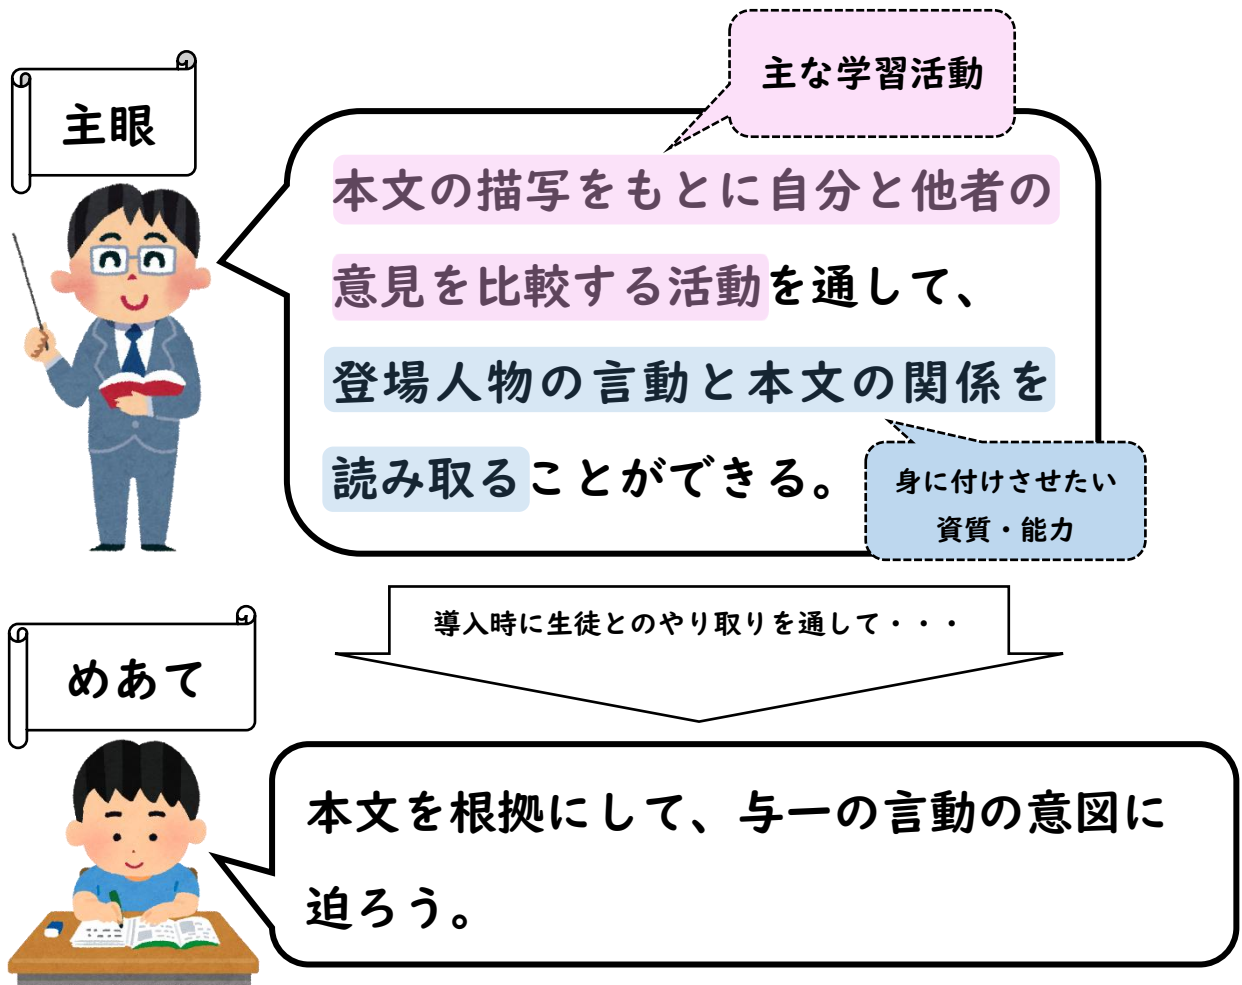 主な学習活動
主眼
本文の描写をもとに自分と他者の
意見を比較する活動を通して、
登場人物の言動と本文の関係を
読み取ることができる。
身に付けさせたい
資質・能力
導入時に生徒とのやり取りを通して・・・
めあて
本文を根拠にして、与一の言動の意図に
迫ろう。